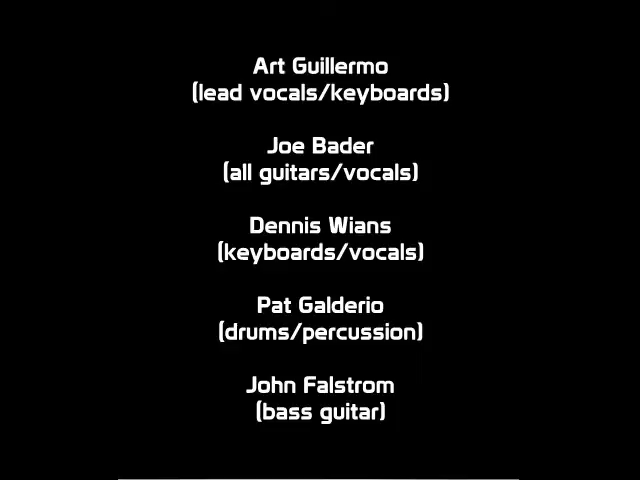 Art Guillermo
(lead vocals/keyboards)
Joe Bader
(all guitars/vocals)
Dennis Wians
(keyboards/vocals)
Pat Galderio
(drums/percussion)
John Falstrom
(bass guitar)